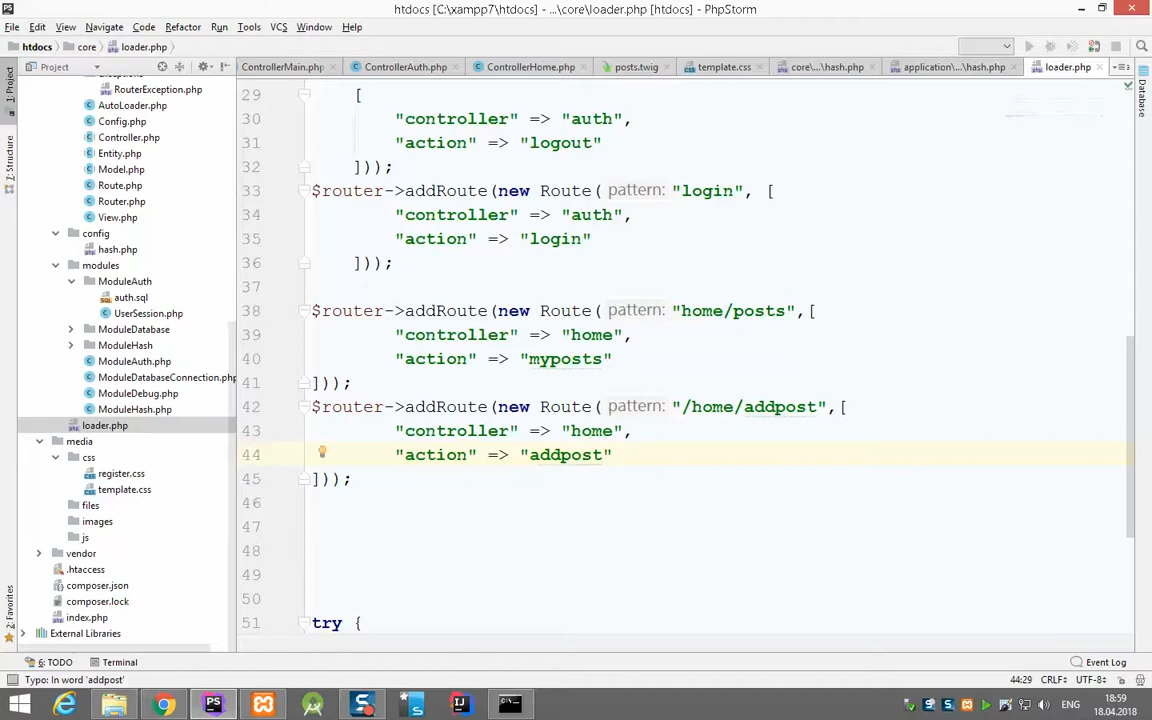 htdocs [C:\xampp7\htdocs] - ...\core\loader.php [htdocs] - PhpStorm
File Edit View Navigate Code Refactor Run Tools VCS Window Help
htdocs core loader.php
Project
ControllerMain.php ControllerAuth.php ControllerHome.php posts.twig template.css core\...\hash.php application\...\hash.php loader.php
1: Project
7: Structure
2: Favorites
Database
RouterException.php
AutoLoader.php
Config.php
Controller.php
Entity.php
Model.php
Route.php
Router.php
View.php
config
hash.php
modules
ModuleAuth
auth.sql
UserSession.php
ModuleDatabase
ModuleHash
ModuleAuth.php
ModuleDatabaseConnection.php
ModuleDebug.php
ModuleHash.php
loader.php
media
css
register.css
template.css
files
images
js
vendor
.htaccess
composer.json
composer.lock
index.php
External Libraries
29 [
30 "controller" => "auth",
31 "action" => "logout"
32 ]));
33 $router->addRoute(new Route( pattern: "login", [
34 "controller" => "auth",
35 "action" => "login"
36 ]));
37
38 $router->addRoute(new Route( pattern: "home/posts",[
39 "controller" => "home",
40 "action" => "myposts"
41 ]));
42 $router->addRoute(new Route( pattern: "/home/addpost",[
43 "controller" => "home",
44 "action" => "addpost"
45 ]));
46
47
48
49
50
51 try {
6: TODO Terminal Event Log
Typo: In word 'addpost' 44:29 CRLF UTF-8
ENG 18:59
18.04.2018